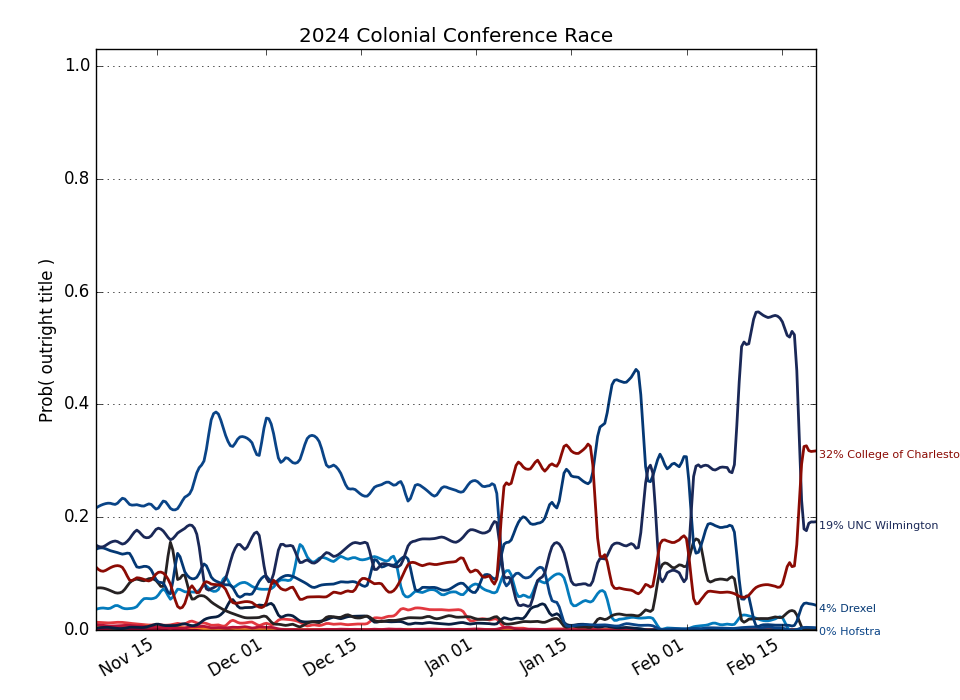 2024 Colonial Conference Race
1.0
0.8
0.6
0.4
0.2
0.0
Prob( outright title )
Nov 15
Dec 01
Dec 15
Jan 01
Jan 15
Feb 01
Feb 15
32% College of Charlesto
19% UNC Wilmington
4% Drexel
0% Hofstra